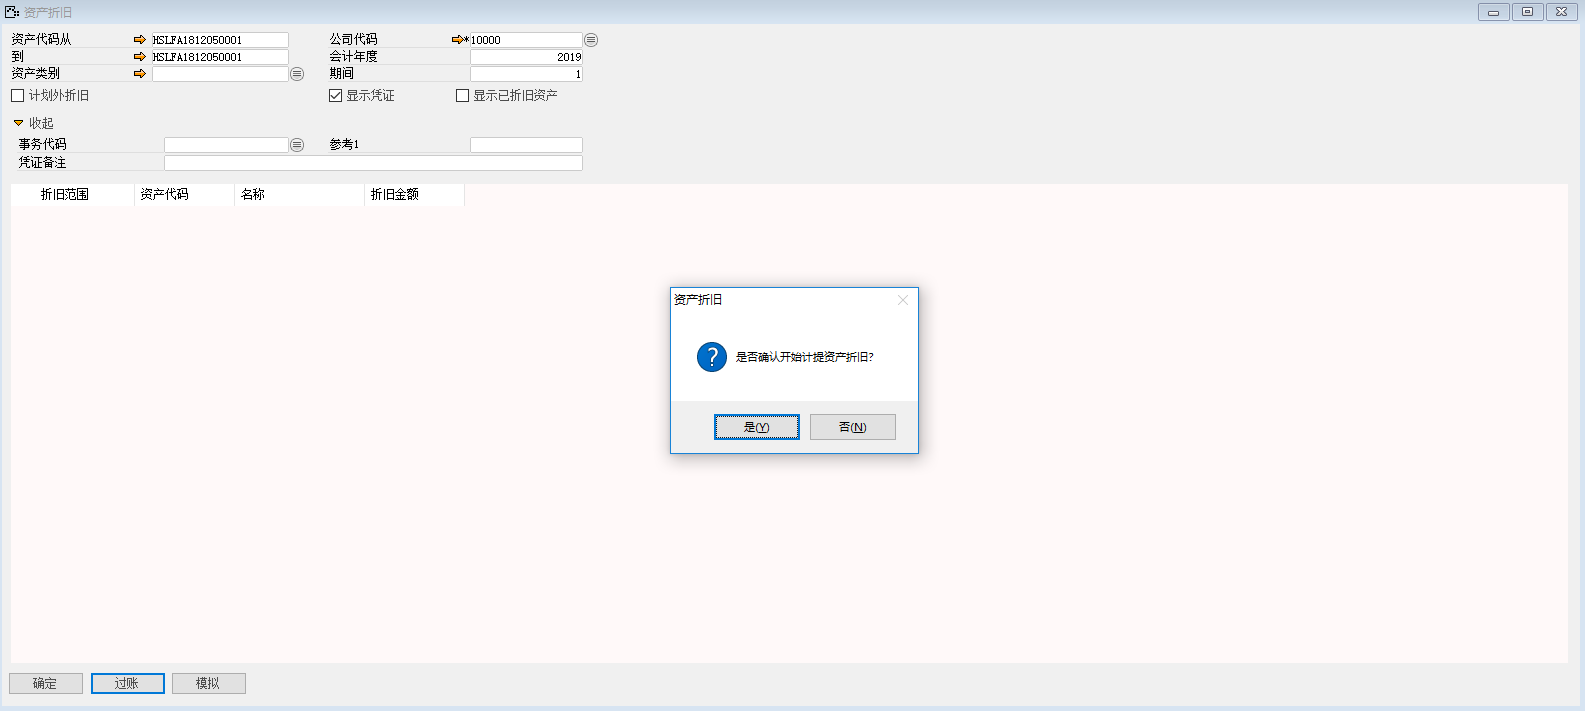 资产折旧
资产代码从 HSLFA1812050001 公司代码 *10000
到 HSLFA1812050001 会计年度 2019
资产类别 期间 1
计划外折旧 显示凭证 显示已折旧资产
收起
事务代码 参考1
凭证备注
折旧范围 资产代码 名称 折旧金额
资产折旧
是否确认开始计提资产折旧?
是(Y) 否(N)
确定 过账 模拟